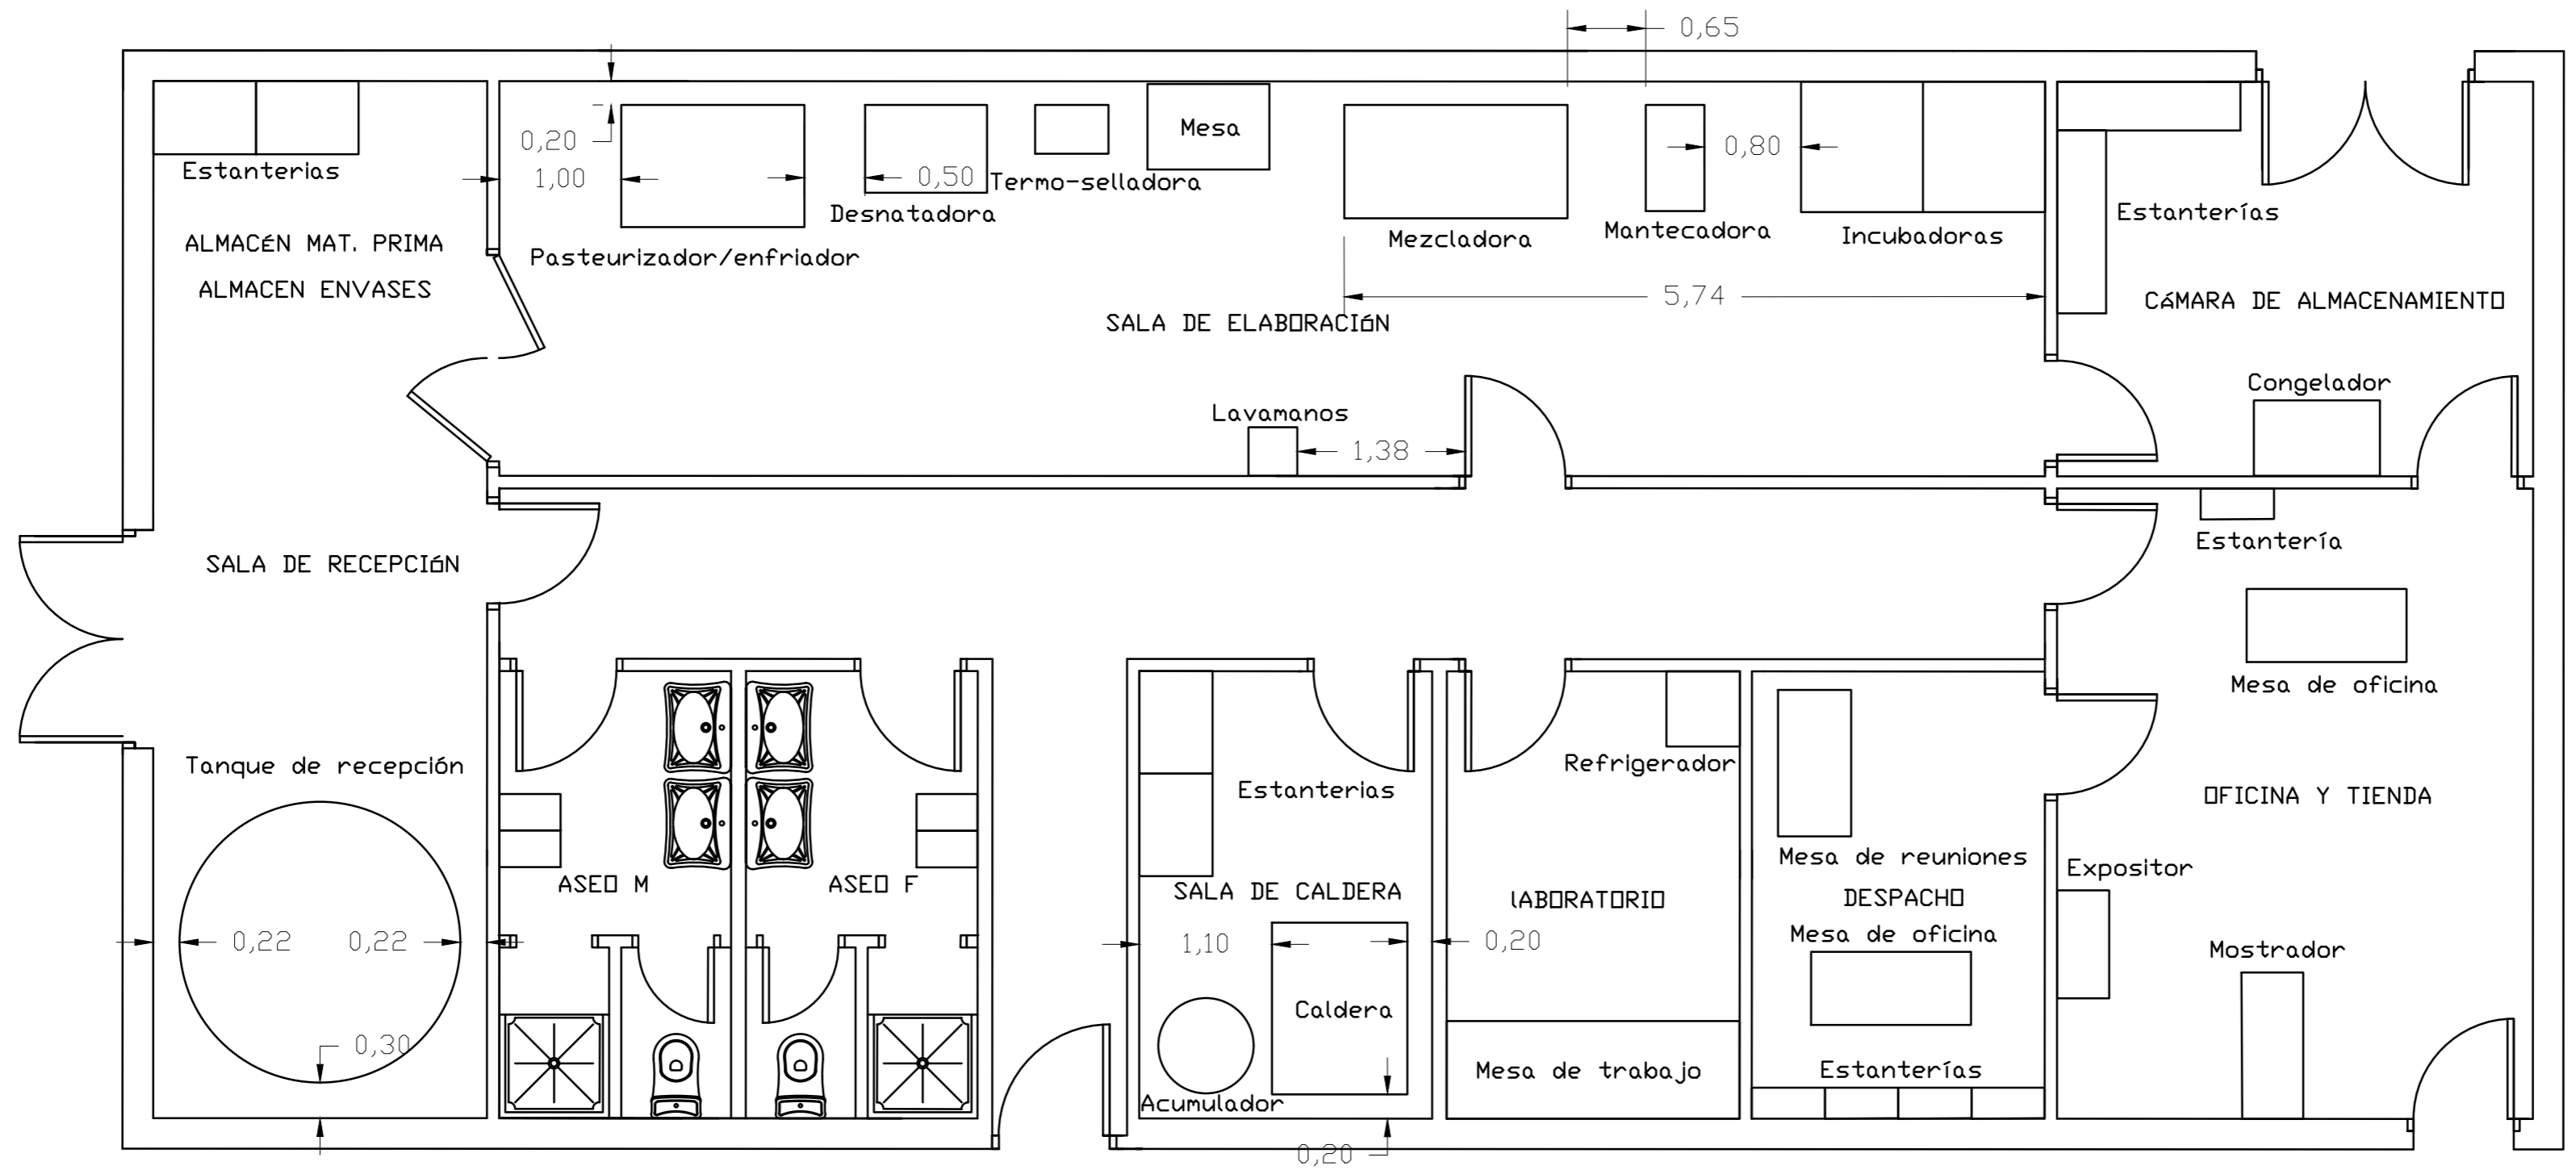 0,65
Mesa
0,20
0,80
Estanterias
1,00
0,50
Termo-selladora
Desnatadora
Estanterías
Mezcladora
Mantecadora
Incubadoras
ALMACéN MAT. PRIMA
Pasteurizador/enfriador
ALMACEN ENVASES
5,74
CáMARA DE ALMACENAMIENTO
SALA DE ELABORACIóN
Congelador
Lavamanos
1,38
Estantería
SALA DE RECEPCIóN
Mesa de oficina
Tanque de recepción
Refrigerador
Estanterias
OFICINA Y TIENDA
Mesa de reuniones
Expositor
ASEO M
ASEO F
SALA DE CALDERA
lABORATORIO
DESPACHO
0,22
0,22
1,10
0,20
Mesa de oficina
Mostrador
Caldera
0,30
Mesa de trabajo
Estanterías
Acumulador
0,20